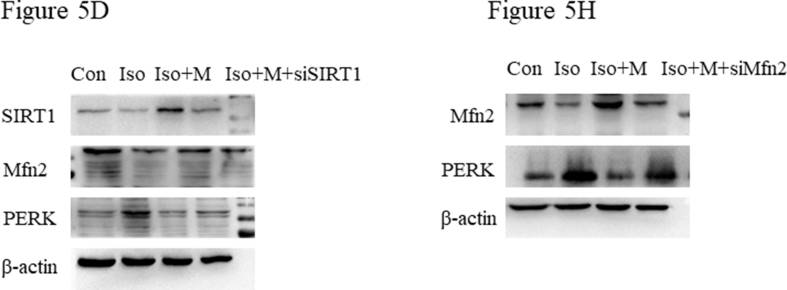 Figure 5D
Con Iso Iso+M Iso+M+siSIRT1
SIRT1
Mfn2
PERK
β-actin
Figure 5H
Con Iso Iso+M Iso+M+siMfn2
Mfn2
PERK
β-actin